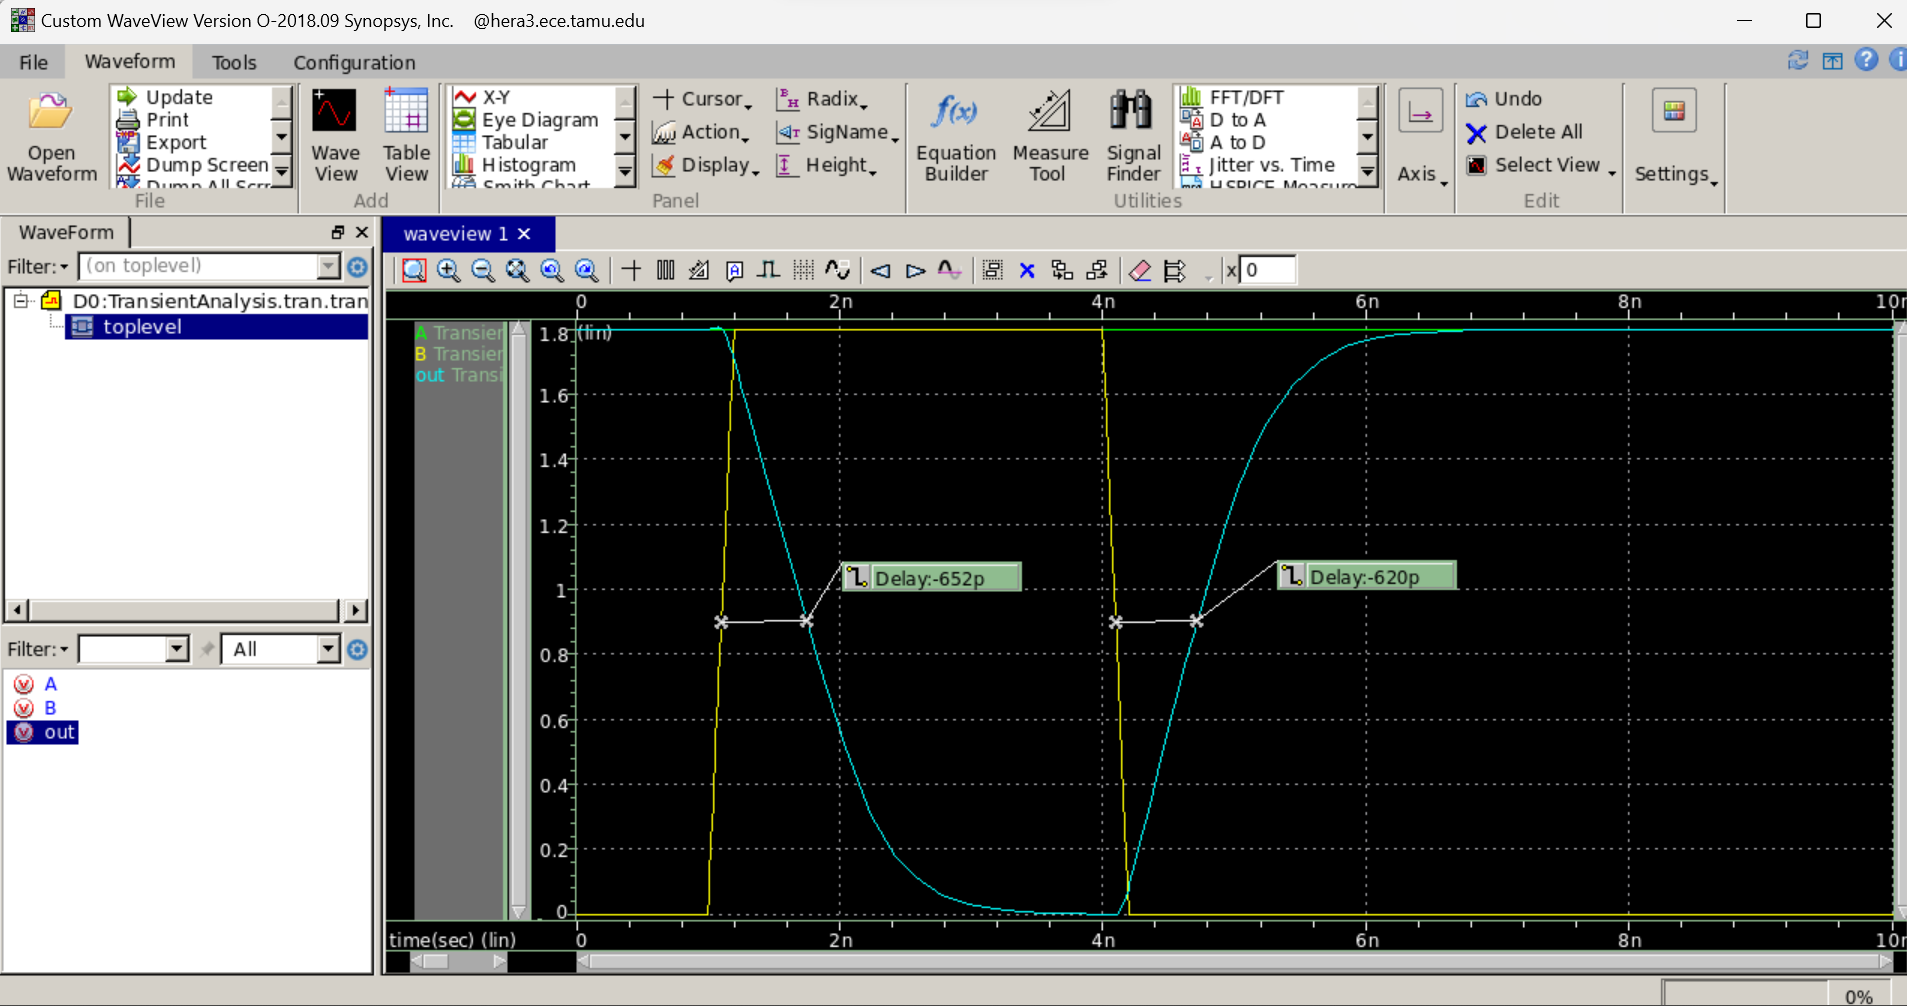 Custom WaveView Version O-2018.09 Synopsys, Inc. @hera3.ece.tamu.edu
File Waveform Tools Configuration
Open Waveform
Update
Print
Export
Dump Screen
Dump All Scr
File
Wave View
Table View
Add
X-Y
Eye Diagram
Tabular
Histogram
Smith Chart
Cursor
Action
Display
Radix
SigName
Height
Panel
Equation Builder
Measure Tool
Signal Finder
FFT/DFT
D to A
A to D
Jitter vs. Time
HSPICE Measure
Utilities
Axis
Undo
Delete All
Select View
Edit
Settings
WaveForm
Filter: (on toplevel)
D0:TransientAnalysis.tran.tran
toplevel
Filter: All
A
B
out
waveview 1
x 0
0 2n 4n 6n 8n 10n
A Transien
B Transien
out Transi
(lin)
1.8
1.6
1.4
1.2
1
0.8
0.6
0.4
0.2
0
Delay:-652p
Delay:-620p
time(sec) (lin) 0 2n 4n 6n 8n 10n
0%